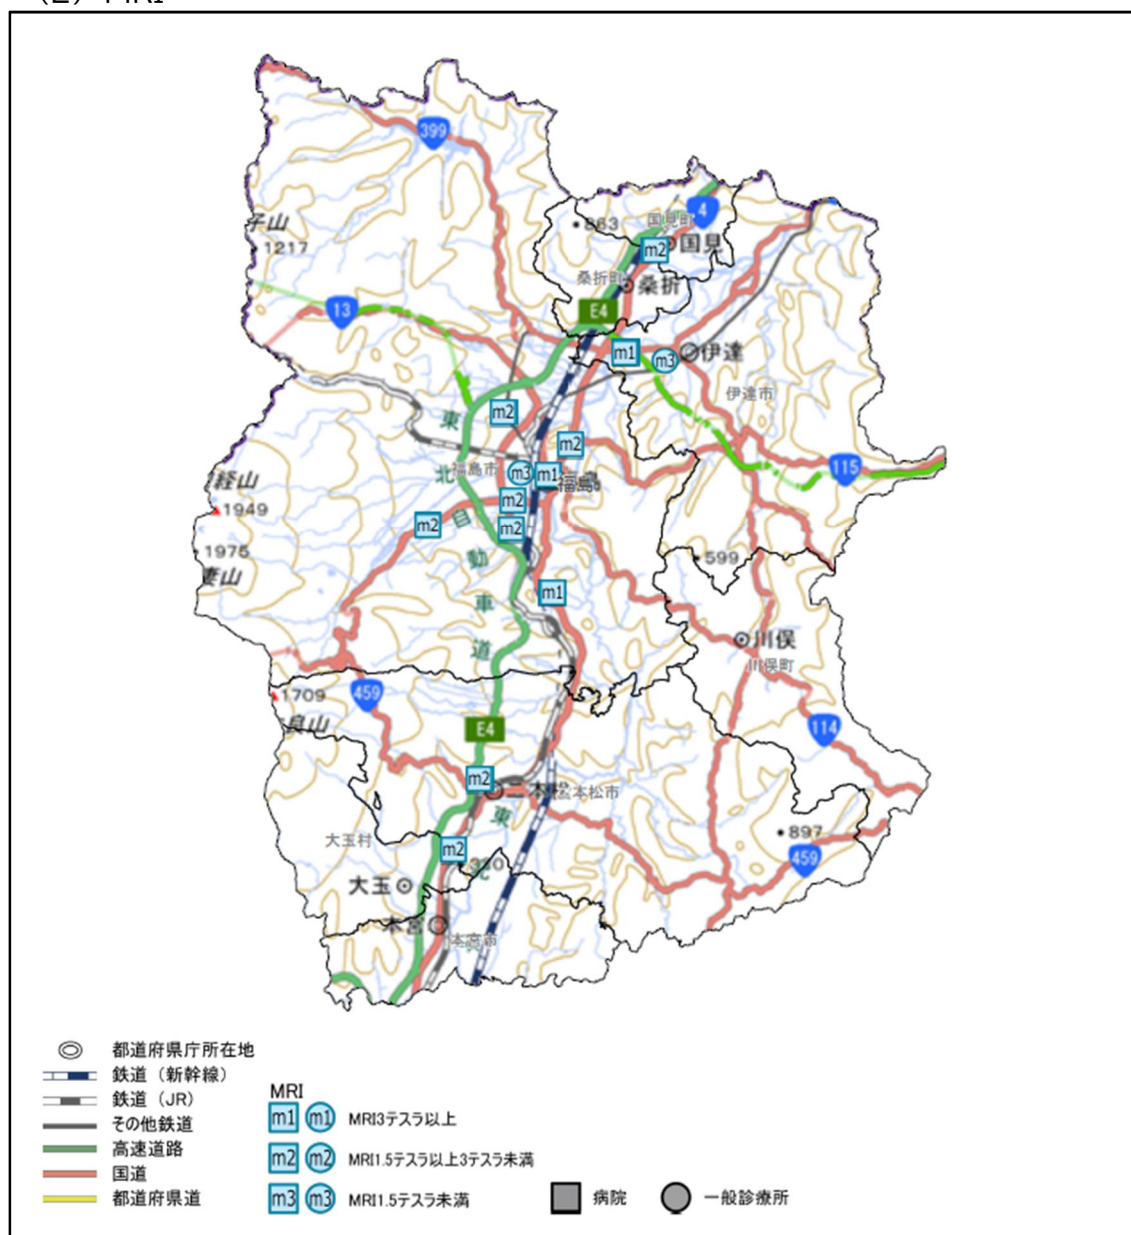 (2) MRI
399
子山
1217
863
国見町
4
m2
国見
桑折町
桑折
13
E4
m1
m3
伊達
伊達市
m2
東
m2
福島市
m3
m1
福島
北
115
経山
1949
m2
m2
自
m2
1975
動
599
妻山
m1
車
川俣
川俣町
道
1709
459
良山
114
E4
m2
二本松
本松市
東
897
大玉村
m2
459
大玉
本宮
本宮市
都道府県庁所在地
鉄道(新幹線)
鉄道(JR)
その他鉄道
高速道路
国道
都道府県道
MRI
m1 m1 MRI3テスラ以上
m2 m2 MRI1.5テスラ以上3テスラ未満
m3 m3 MRI1.5テスラ未満
病院
一般診療所